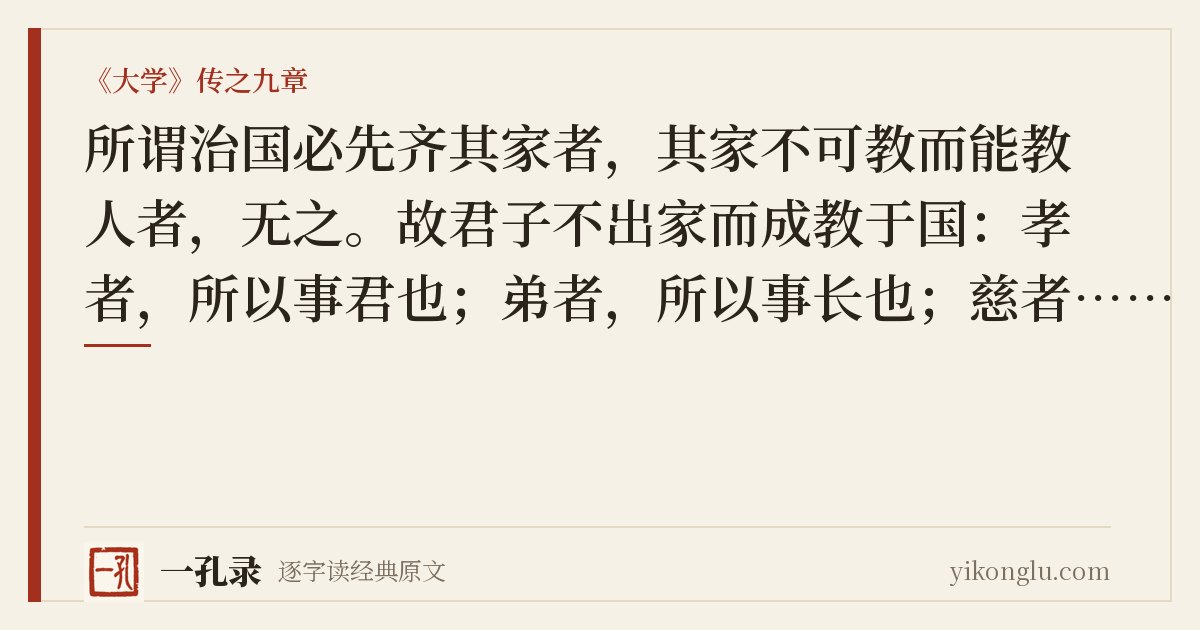 《大学》传之九章
所谓治国必先齐其家者，其家不可教而能教
人者，无之。故君子不出家而成教于国：孝
者，所以事君也；弟者，所以事长也；慈者……
一孔
一孔录 逐字读经典原文 yikonglu.com